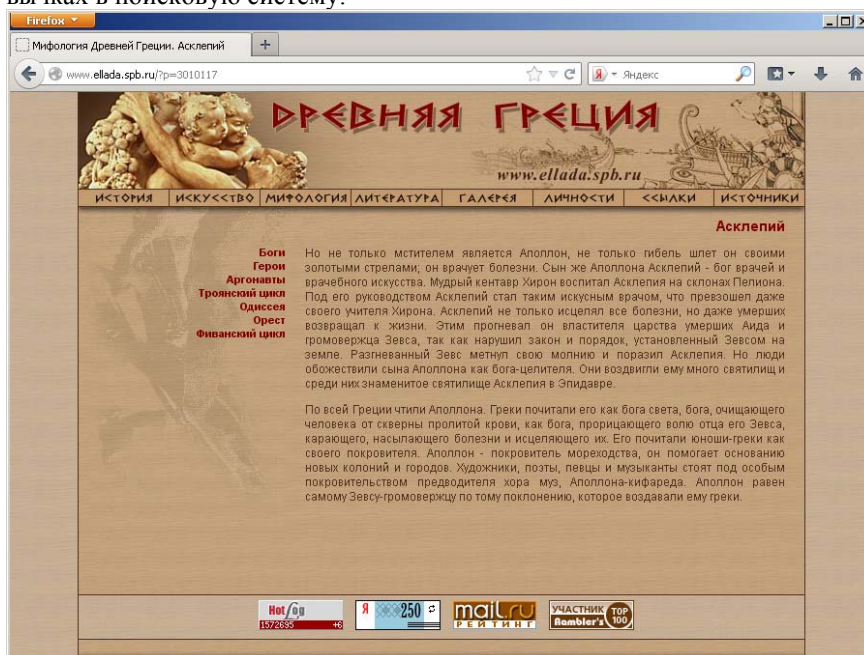 вычках в поисковую систему.
Firefox
Мифология Древней Греции. Асклепий
+
www.ellada.spb.ru/?p=3010117
Я
Яндекс
ДРЕВНЯЯ ГРЕЦИЯ
www.ellada.spb.ru
ИСТОРИЯ ИСКУССТВО МИФОЛОГИЯ ЛИТЕРАТУРА ГАЛЕРЕЯ ЛИЧНОСТИ ССЫЛКИ ИСТОЧНИКИ
Асклепий
Боги
Герои
Аргонавты
Троянский цикл
Одиссея
Орест
Фиванский цикл
Но не только мстителем является Аполлон, не только гибель шлет он своими
золотыми стрелами; он врачует болезни. Сын же Аполлона Асклепий - бог врачей и
врачебного искусства. Мудрый кентавр Хирон воспитал Асклепия на склонах Пелиона.
Под его руководством Асклепий стал таким искусным врачом, что превзошел даже
своего учителя Хирона. Асклепий не только исцелял все болезни, но даже умерших
возвращал к жизни. Этим прогневал он властителя царства умерших Аида и
громовержца Зевса, так как нарушил закон и порядок, установленный Зевсом на
земле. Разгневанный Зевс метнул свою молнию и поразил Асклепия. Но люди
обожествили сына Аполлона как бога-целителя. Они воздвигли ему много святилищ и
среди них знаменитое святилище Асклепия в Эпидавре.
По всей Греции чтили Аполлона. Греки почитали его как бога света, бога, очищающего
человека от скверны пролитой крови, как бога, прорицающего волю отца его Зевса,
карающего, насылающего болезни и исцеляющего их. Его почитали юноши-греки как
своего покровителя. Аполлон - покровитель мореходства, он помогает основанию
новых колоний и городов. Художники, поэты, певцы и музыканты стоят под особым
покровительством предводителя хора муз, Аполлона-кифареда. Аполлон равен
самому Зевсу-громовержцу по тому поклонению, которое воздавали ему греки.
HotLog
1572695 +6
Я 250
mail.ru
РЕЙТИНГ
УЧАСТНИК
Rambler's
TOP
100